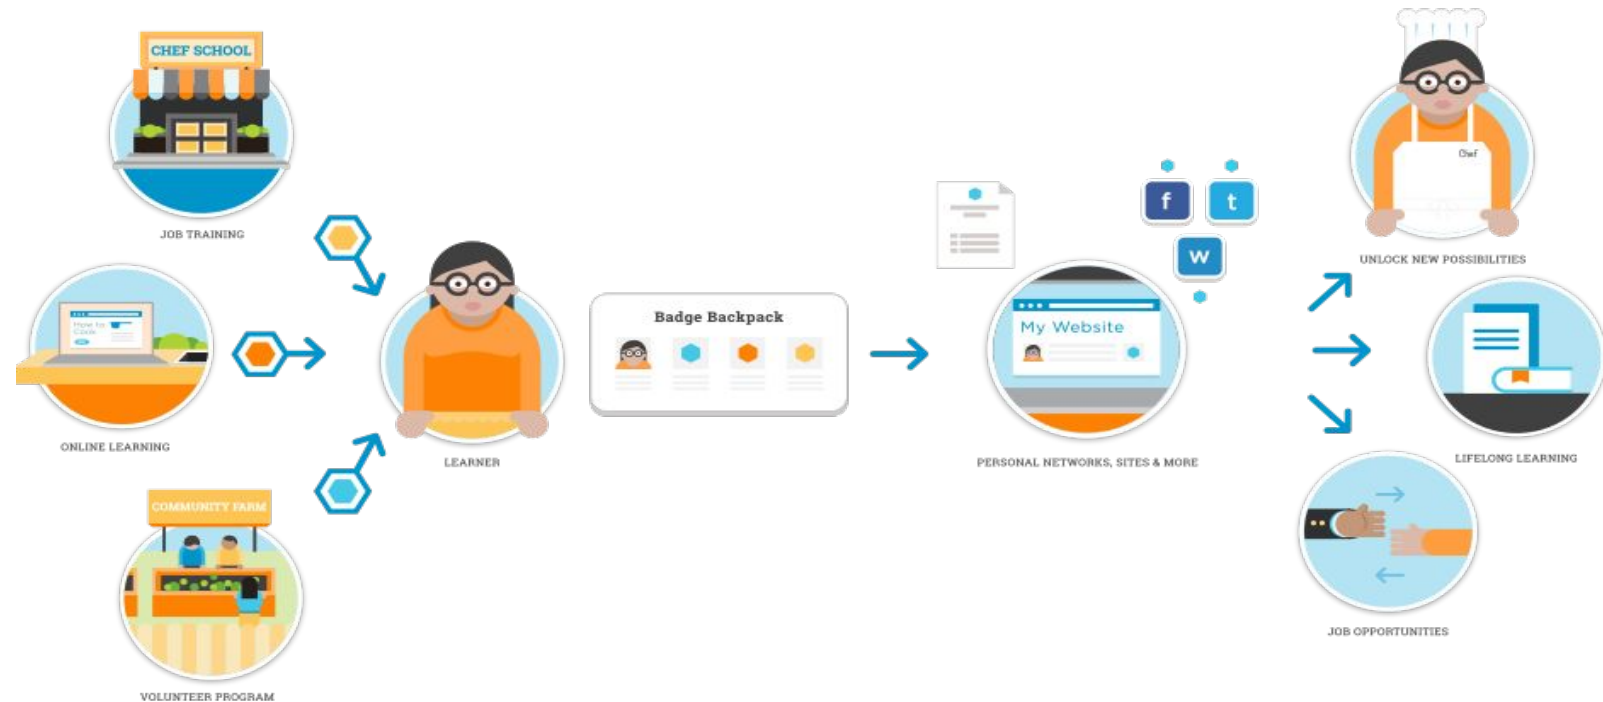 CHEF SCHOOL
JOB TRAINING
How to
Cook
ONLINE LEARNING
COMMUNITY FARM
VOLUNTEER PROGRAM
LEARNER
Badge Backpack
f
t
w
My Website
PERSONAL NETWORKS, SITES & MORE
Chef
UNLOCK NEW POSSIBILITIES
LIFELONG LEARNING
JOB OPPORTUNITIES